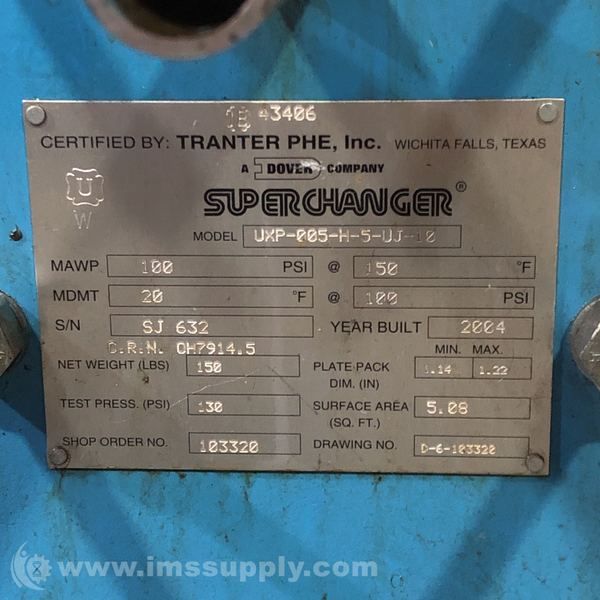 43406
CERTIFIED BY: TRANTER PHE, Inc. WICHITA FALLS, TEXAS
A DOVER COMPANY
U
W
SUPERCHANGER®
MODEL UXP-005-H-5-UJ-10
MAWP 100 PSI @ 150 °F
MDMT 20 °F @ 100 PSI
S/N SJ 632 YEAR BUILT 2004
C.R.N. CH7914.5 MIN. MAX.
NET WEIGHT (LBS) 150 PLATE PACK DIM. (IN) 1.14 1.22
TEST PRESS. (PSI) 130 SURFACE AREA (SQ. FT.) 5.08
SHOP ORDER NO. 103320 DRAWING NO. D-6-103320
www.imssupply.com